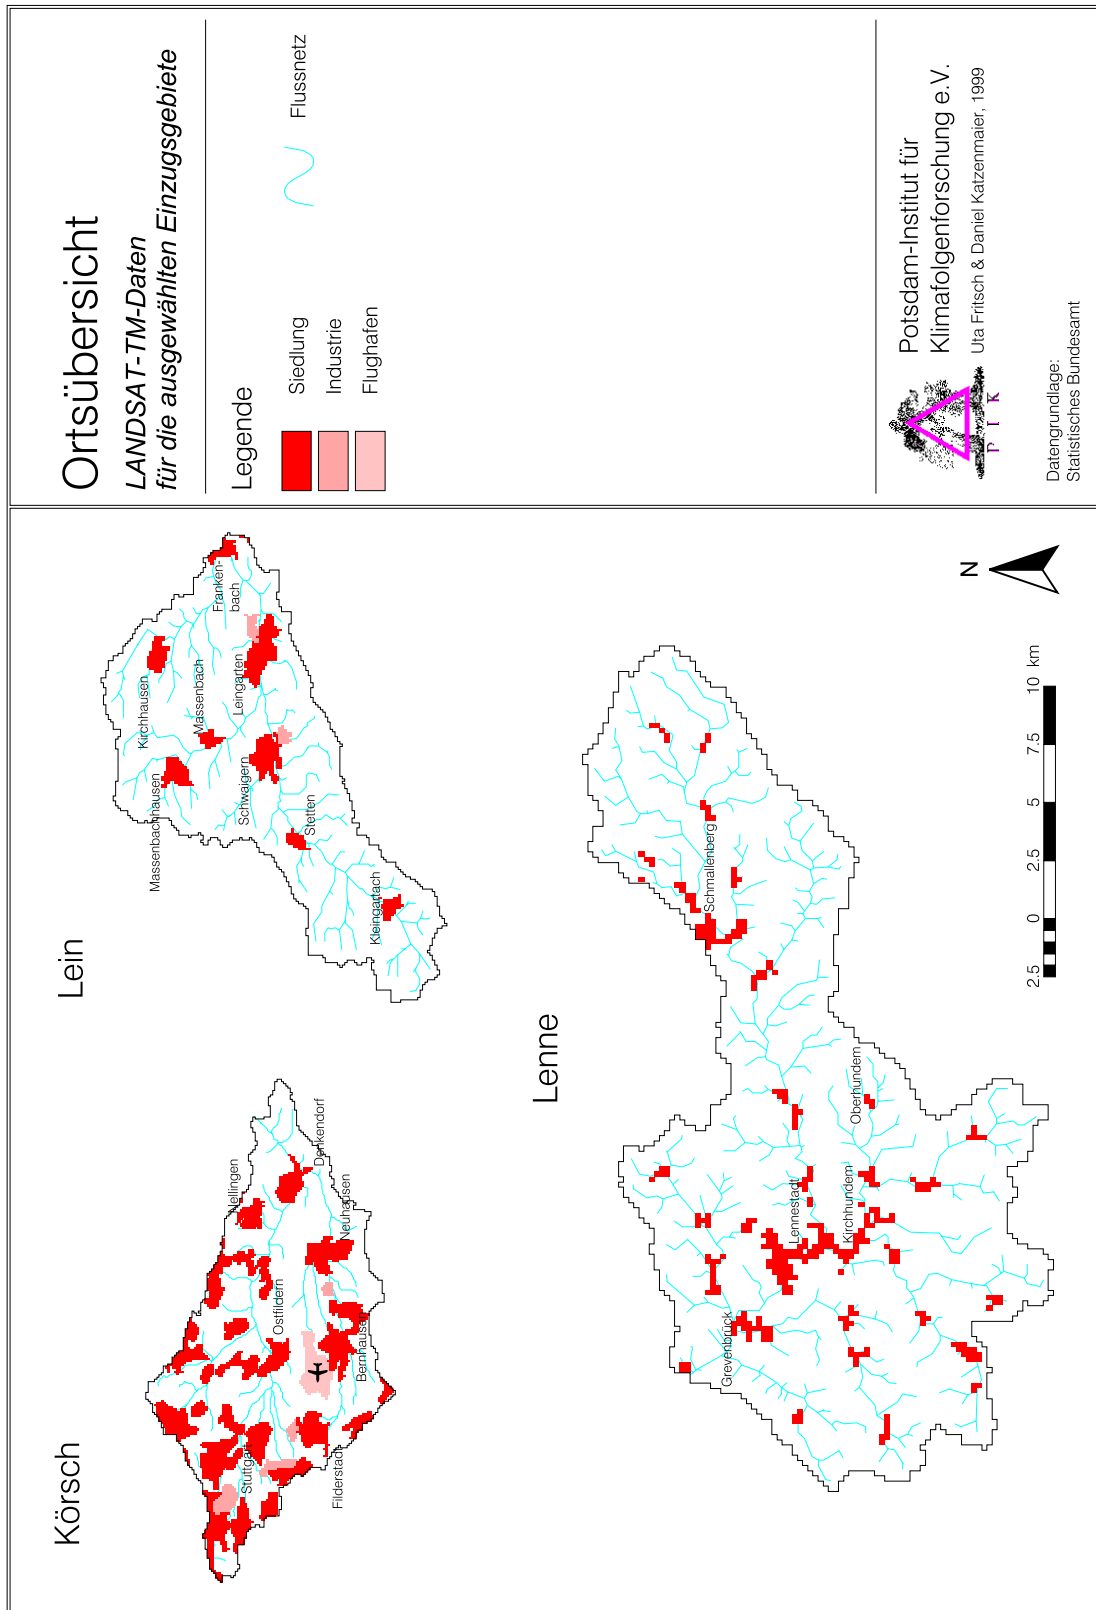 Ortsübersicht
LANDSAT-TM-Daten
für die ausgewählten Einzugsgebiete
Legende
Siedlung
Industrie
Flughafen
Flussnetz
Potsdam-Institut für
Klimafolgenforschung e.V.
Uta Fritsch & Daniel Katzenmaier, 1999
P I K
Datengrundlage:
Statistisches Bundesamt
Körsch
Stuttgart
Filderstadt
Bernhausen
Ostfildern
Neuhausen
Nellingen
Denkendorf
Lein
Massenbachhausen
Kirchhausen
Massenbach
Franken-
bach
Leingarten
Schwaigern
Stetten
Kleingartach
Lenne
Schmallenberg
Grevenbrück
Lennestadt
Kirchhundem
Oberhundem
N
2.5 0 2.5 5 7.5 10 km